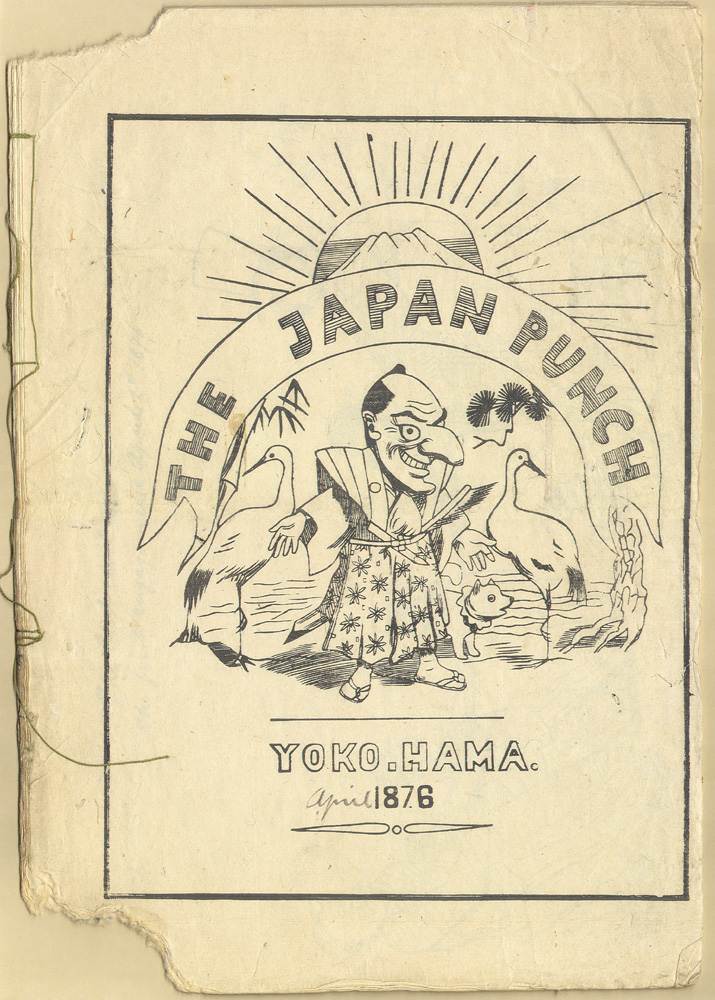 THE JAPAN PUNCH
YOKO.HAMA.
April 1876